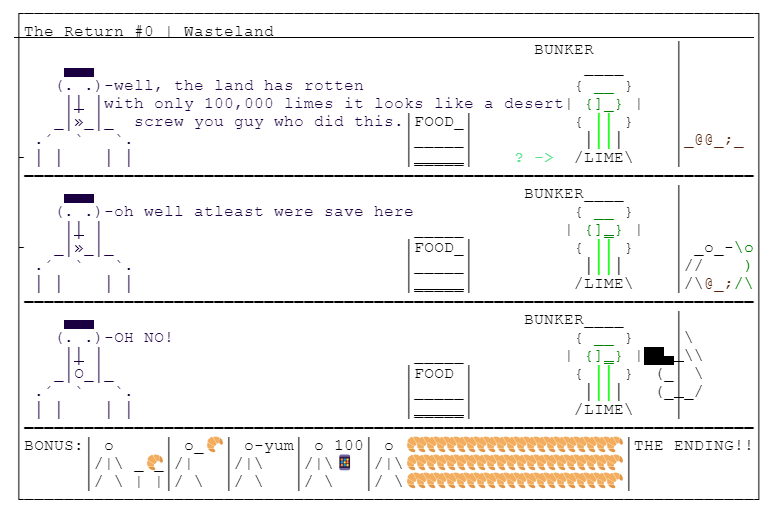 The Return #0 | Wasteland
BUNKER
-well, the land has rotten
with only 100,000 limes it looks like a desert
screw you guy who did this.
FOOD
? ->
LIME
BUNKER
-oh well atleast were save here
FOOD
LIME
BUNKER
-OH NO!
FOOD
LIME
BONUS:
-yum
100
THE ENDING!!